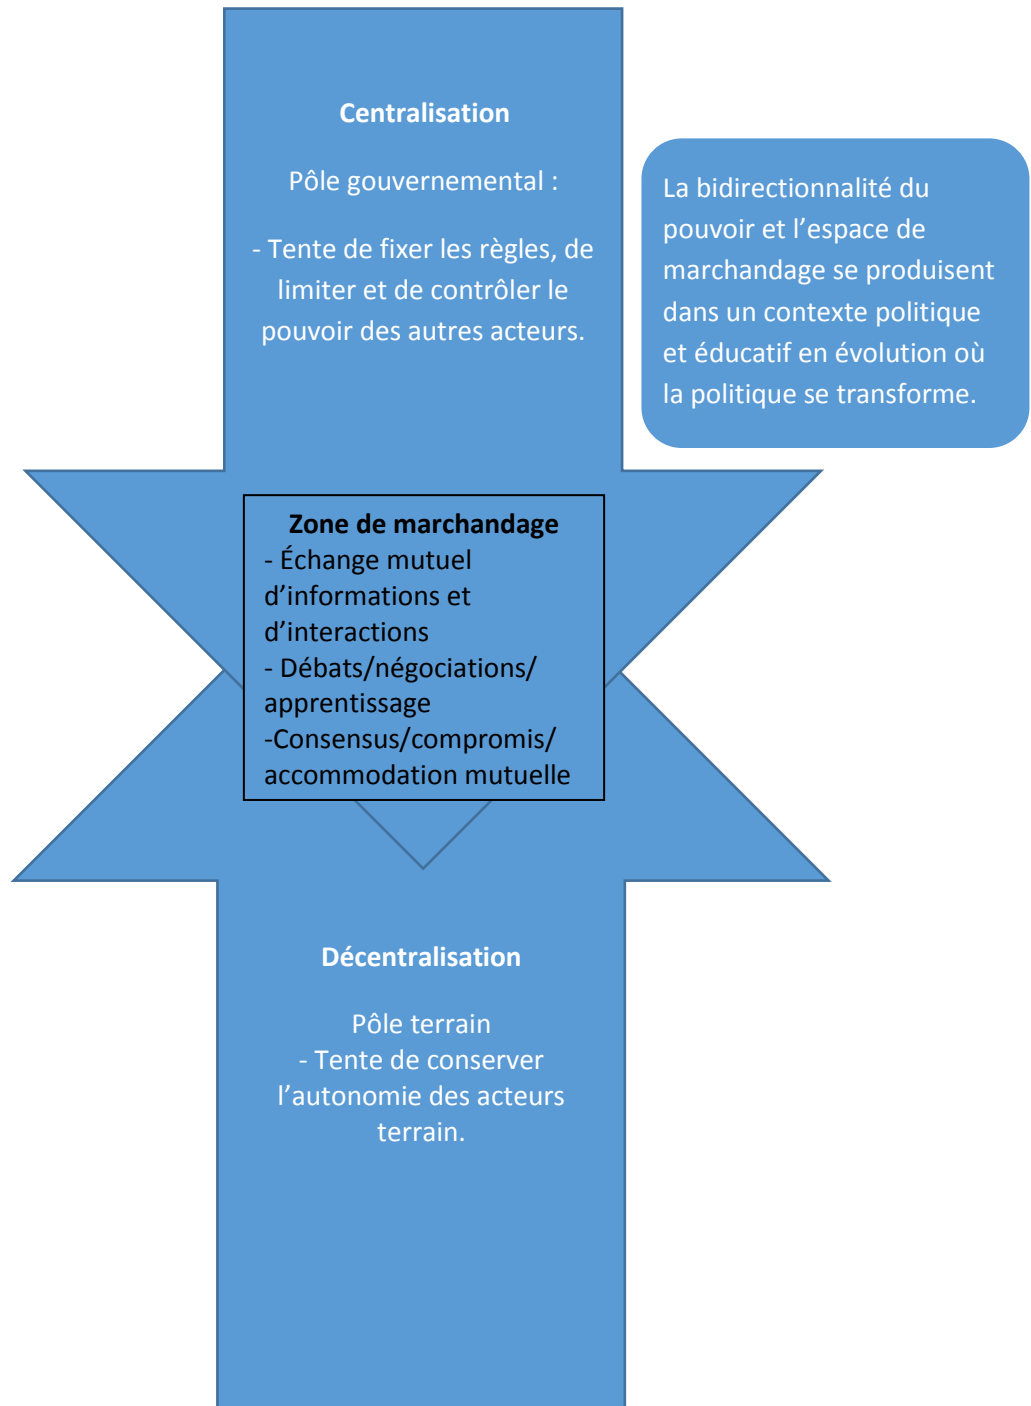 Centralisation
Pôle gouvernemental :
- Tente de fixer les règles, de
limiter et de contrôler le
pouvoir des autres acteurs.
La bidirectionnalité du
pouvoir et l’espace de
marchandage se produisent
dans un contexte politique
et éducatif en évolution où
la politique se transforme.
Zone de marchandage
- Échange mutuel
d’informations et
d’interactions
- Débats/négociations/
apprentissage
-Consensus/compromis/
accommodation mutuelle
Décentralisation
Pôle terrain
- Tente de conserver
l’autonomie des acteurs
terrain.